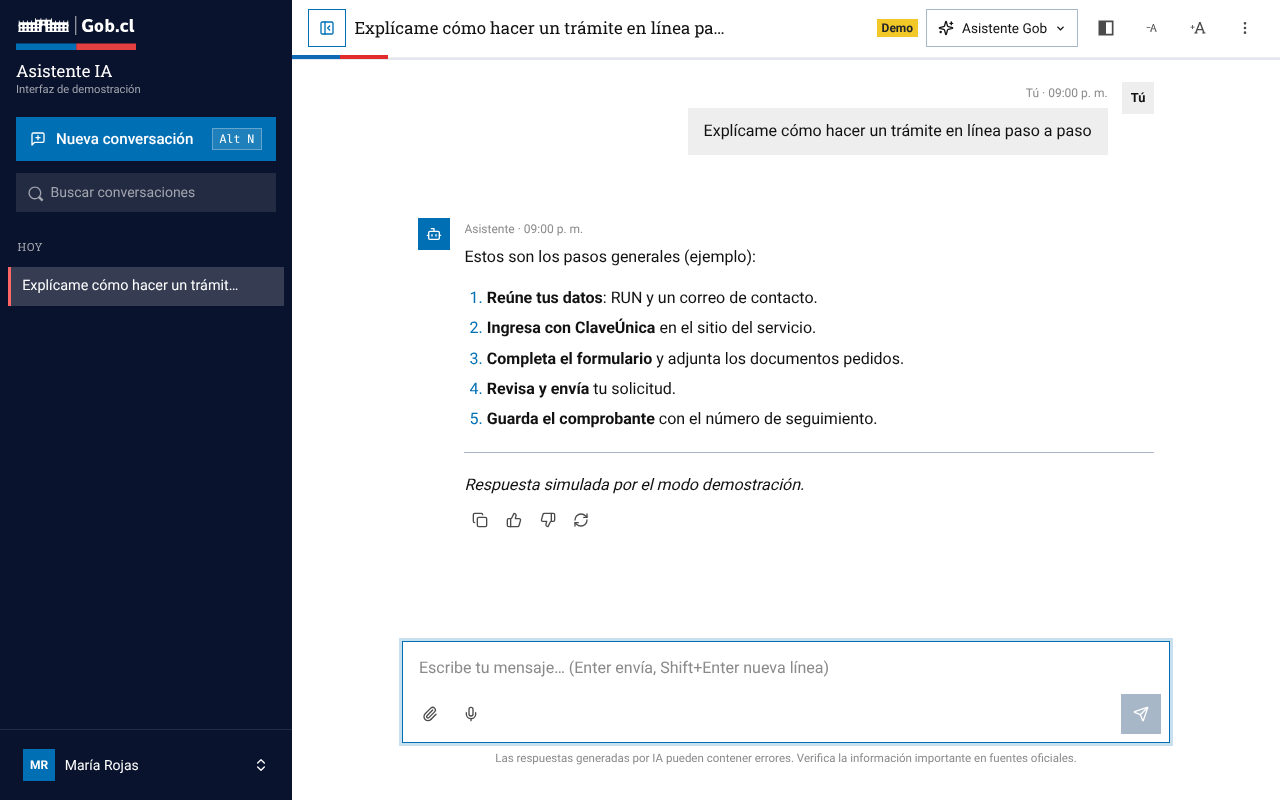 Gob.cl
Asistente IA
Interfaz de demostración
Nueva conversación Alt N
Buscar conversaciones
HOY
Explícame cómo hacer un trámit…
MR María Rojas
Explícame cómo hacer un trámite en línea pa…
Demo
Asistente Gob
-A
+A
Tú · 09:00 p. m.
Tú
Explícame cómo hacer un trámite en línea paso a paso
Asistente · 09:00 p. m.
Estos son los pasos generales (ejemplo):
1. Reúne tus datos: RUN y un correo de contacto.
2. Ingresa con ClaveÚnica en el sitio del servicio.
3. Completa el formulario y adjunta los documentos pedidos.
4. Revisa y envía tu solicitud.
5. Guarda el comprobante con el número de seguimiento.
Respuesta simulada por el modo demostración.
Escribe tu mensaje… (Enter envía, Shift+Enter nueva línea)
Las respuestas generadas por IA pueden contener errores. Verifica la información importante en fuentes oficiales.